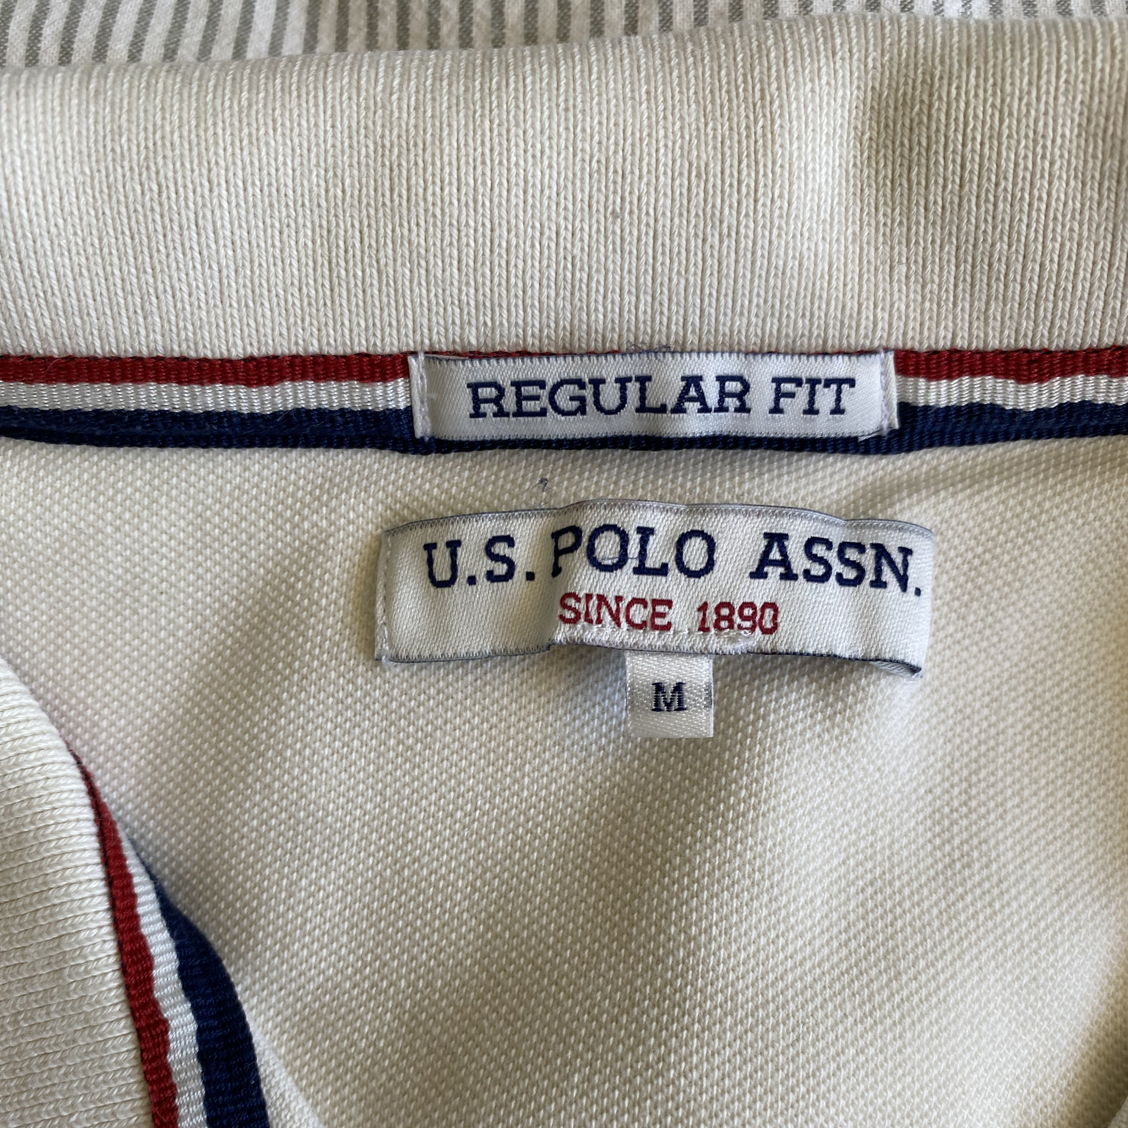 REGULAR FIT
U.S. POLO ASSN.
SINCE 1890
M